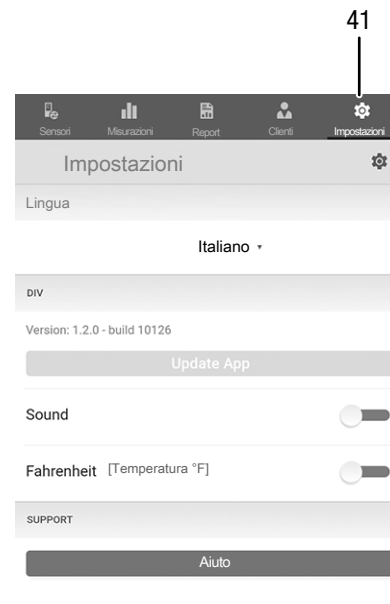 41
Sensori Misurazioni Report Clienti Impostazioni
Impostazioni
Lingua
Italiano
DIV
Version: 1.2.0 - build 10126
Update App
Sound
Fahrenheit [Temperatura °F]
SUPPORT
Aiuto